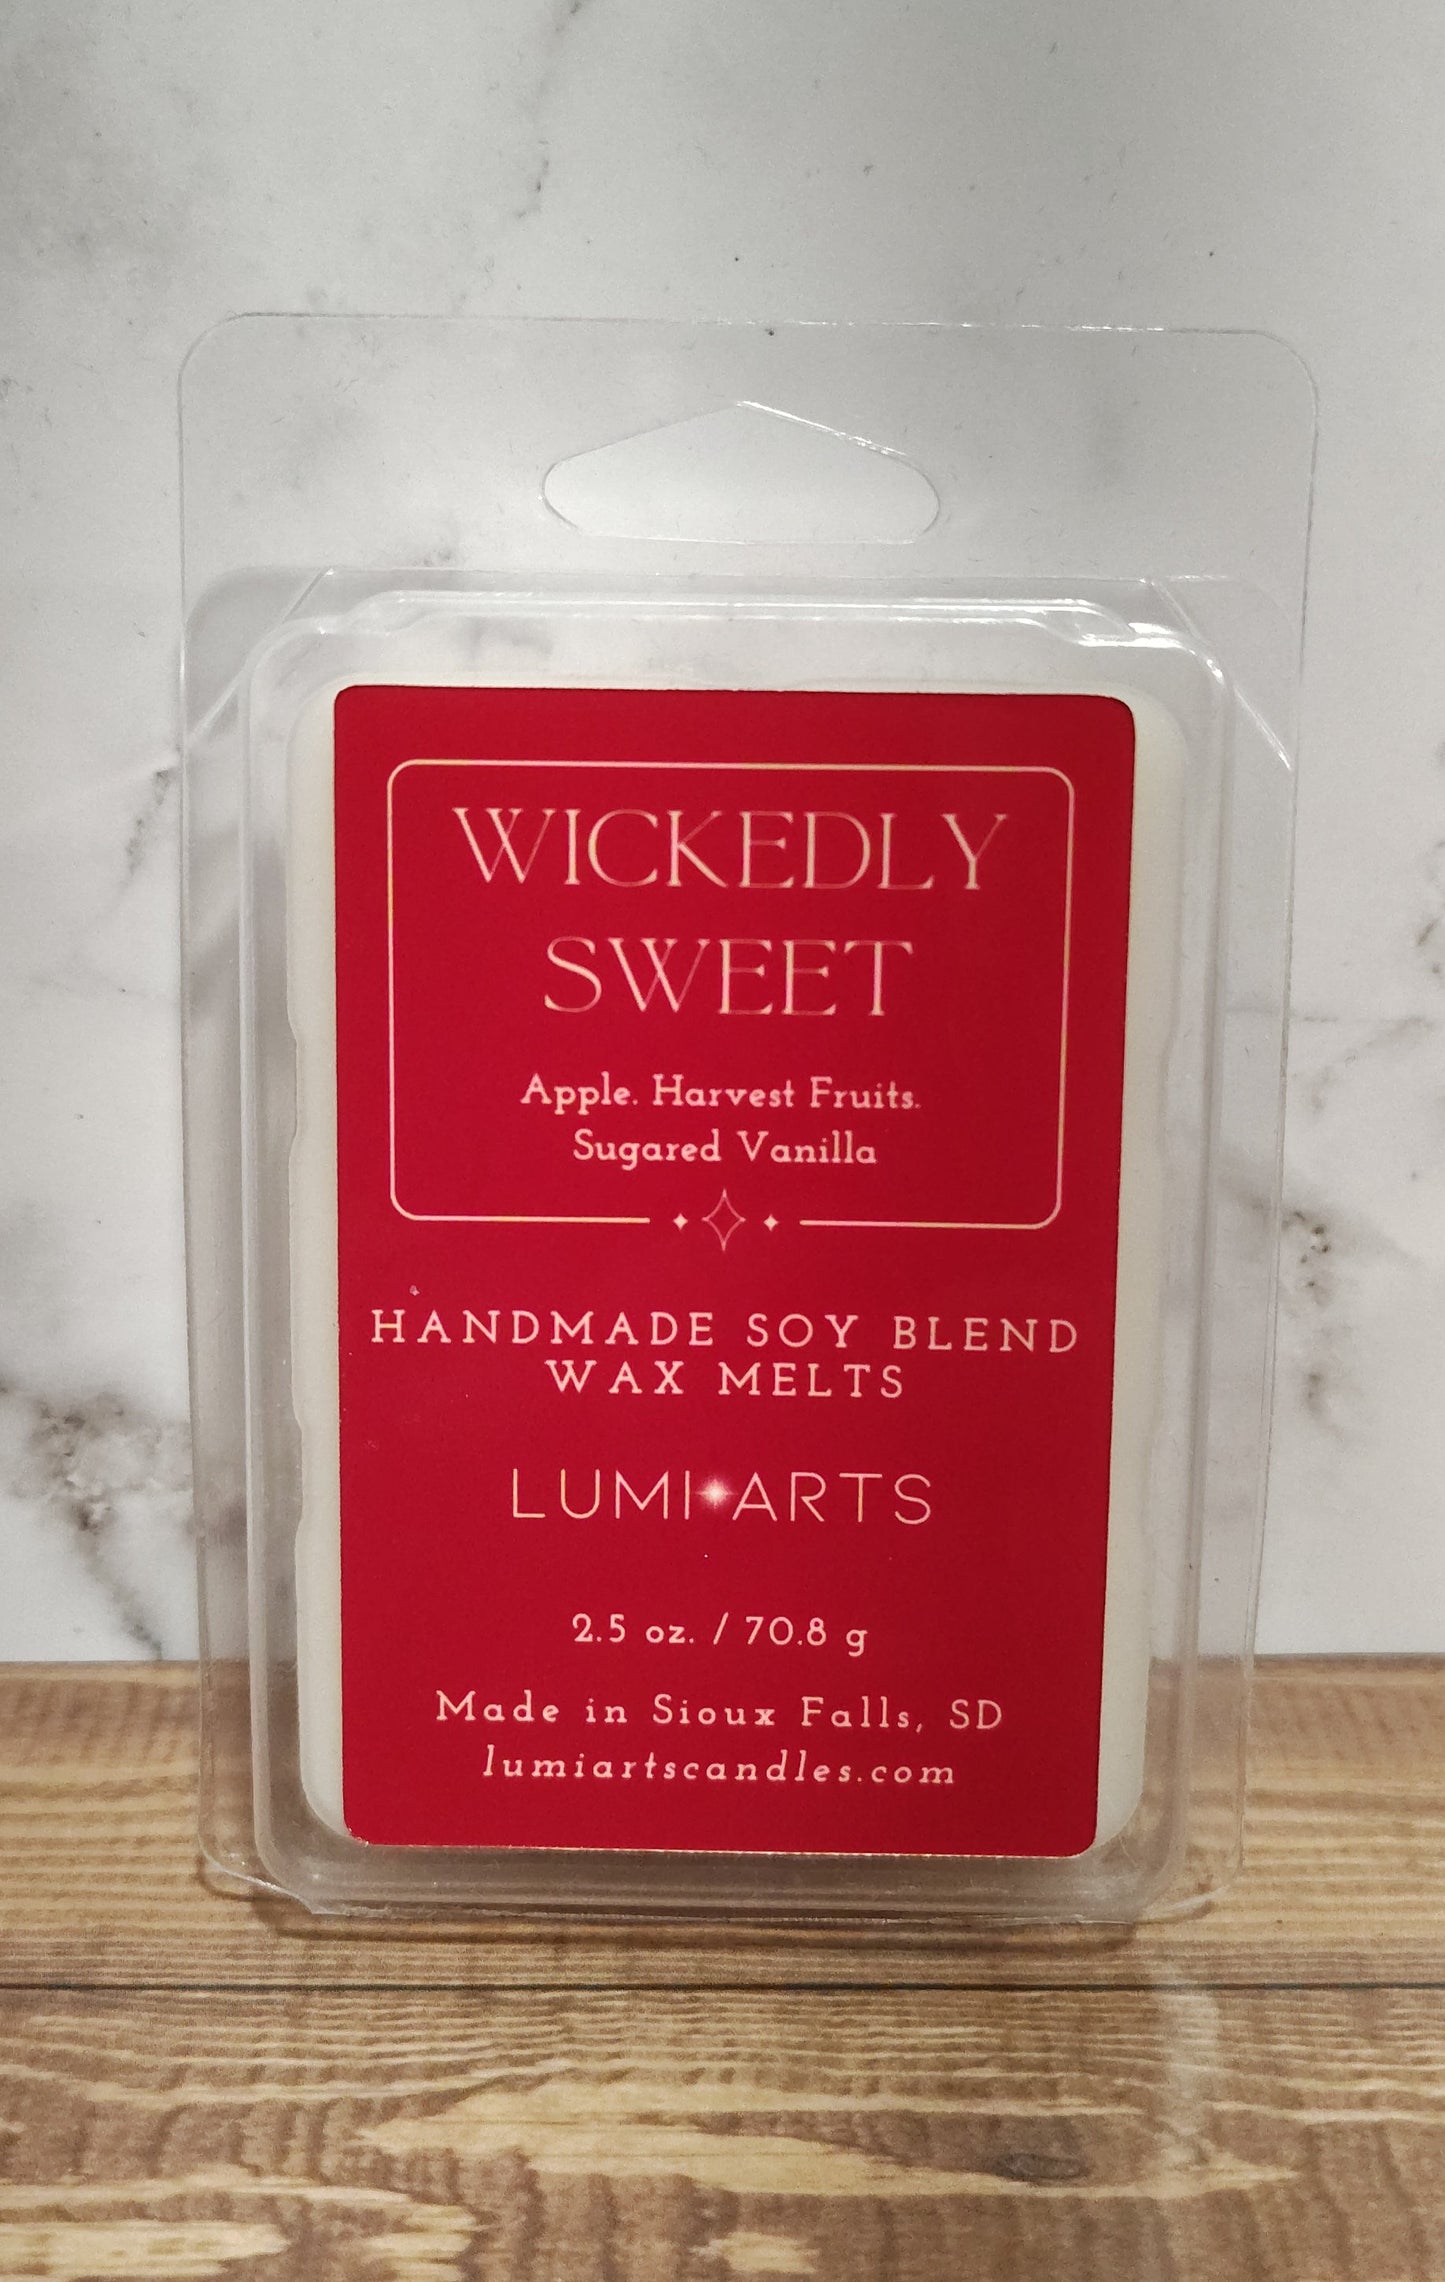 WICKEDLY
SWEET
Apple. Harvest Fruits.
Sugared Vanilla
HANDMADE SOY BLEND
WAX MELTS
LUMI ARTS
2.5 oz. / 70.8 g
Made in Sioux Falls, SD
lumiartscandles.com